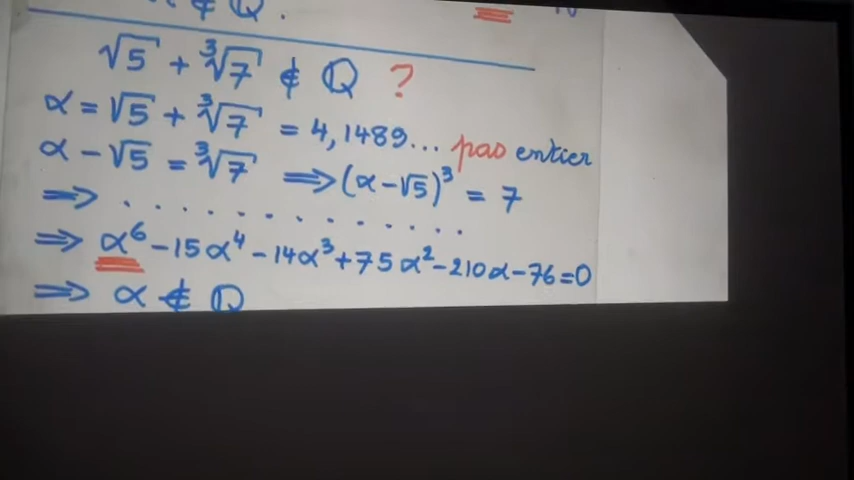 ∉ ℚ.
√5 + ∛7 ∉ ℚ ?
α = √5 + ∛7 = 4,1489... pas entier
α - √5 = ∛7 ⟹ (α - √5)³ = 7
⟹ . . . . . . . . . . . . .
⟹ α⁶ - 15α⁴ - 14α³ + 75α² - 210α - 76 = 0
⟹ α ∉ ℚ